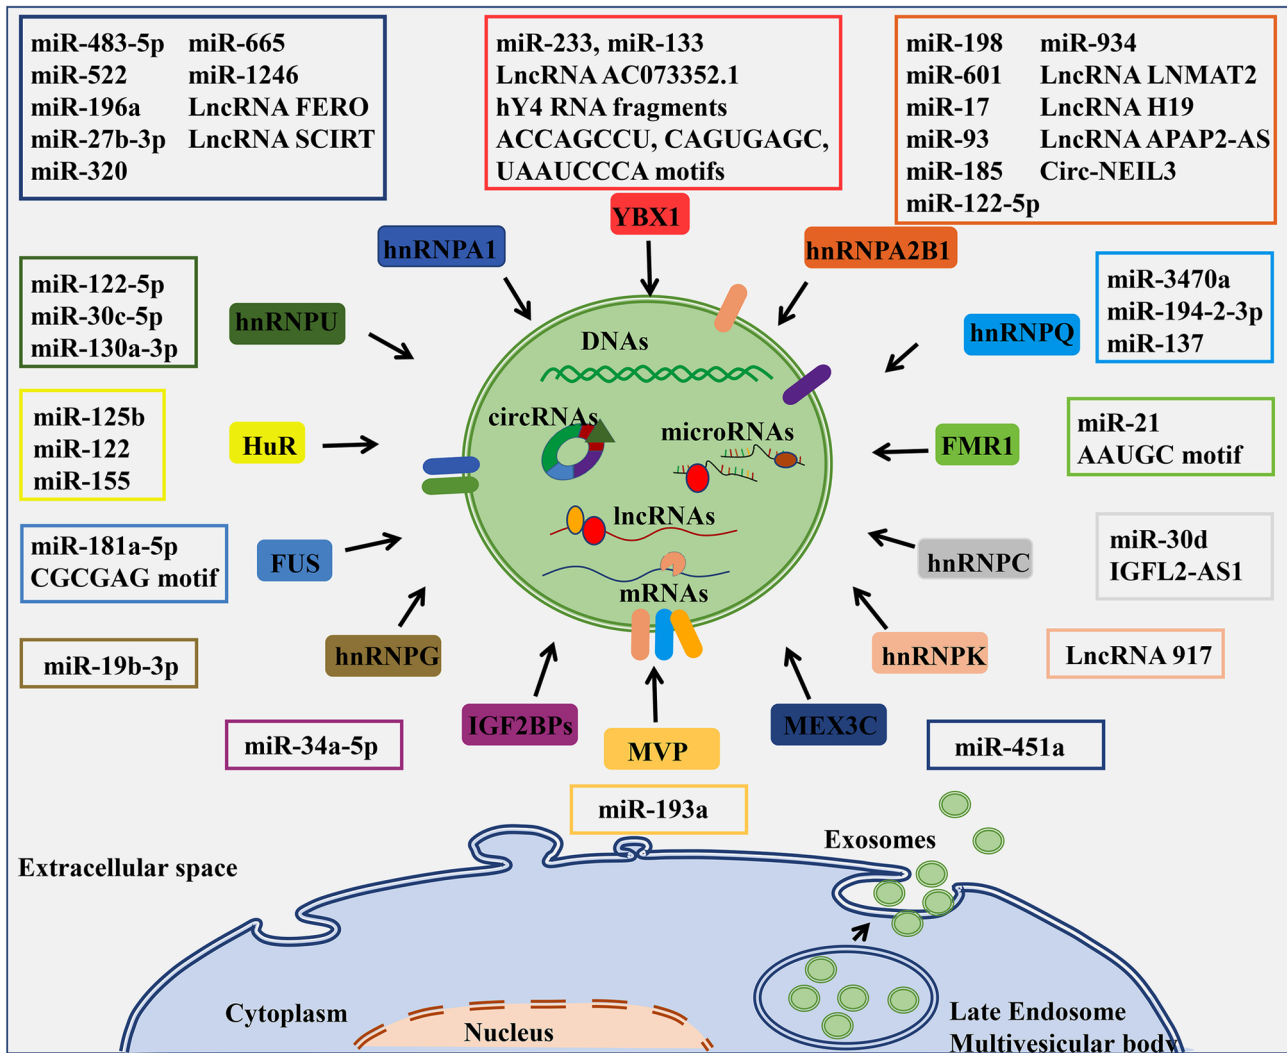 miR-483-5p miR-665
miR-522 miR-1246
miR-196a LncRNA FERO
miR-27b-3p LncRNA SCIRT
miR-320
miR-233, miR-133
LncRNA AC073352.1
hY4 RNA fragments
ACCAGCCU, CAGUGAGC,
UAAUCCCA motifs
miR-198 miR-934
miR-601 LncRNA LNMAT2
miR-17 LncRNA H19
miR-93 LncRNA APAP2-AS
miR-185 Circ-NEIL3
miR-122-5p
YBX1
hnRNPA1
hnRNPA2B1
miR-122-5p
miR-30c-5p
miR-130a-3p
hnRNPU
hnRNPQ
miR-3470a
miR-194-2-3p
miR-137
DNAs
circRNAs
microRNAs
lncRNAs
mRNAs
miR-125b
miR-122
miR-155
HuR
FMR1
miR-21
AAUGC motif
miR-181a-5p
CGCGAG motif
FUS
hnRNPC
miR-30d
IGFL2-AS1
miR-19b-3p
hnRNPG
hnRNPK
LncRNA 917
miR-34a-5p
IGF2BPs
MVP
MEX3C
miR-451a
miR-193a
Exosomes
Extracellular space
Cytoplasm
Nucleus
Late Endosome
Multivesicular body